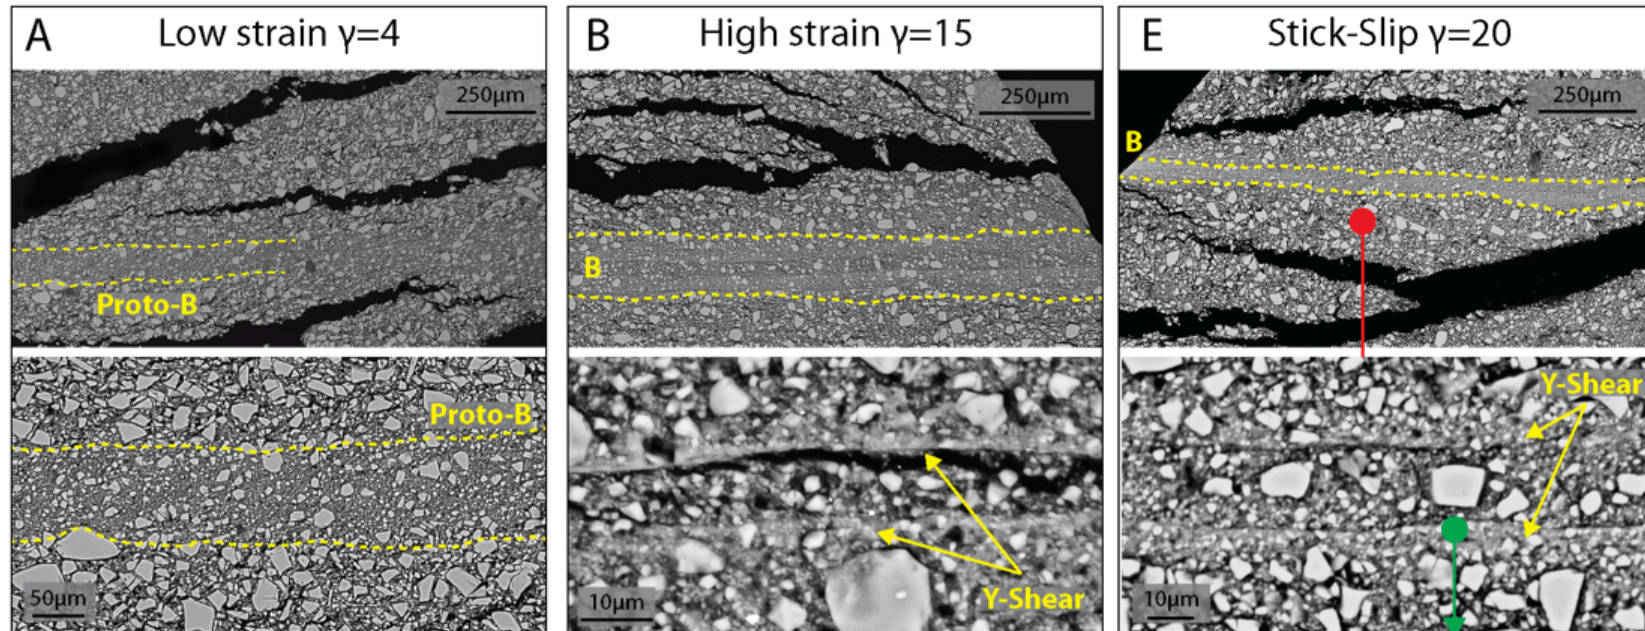 A Low strain γ=4
250µm
Proto-B
Proto-B
50µm
B High strain γ=15
250µm
B
Y-Shear
10µm
E Stick-Slip γ=20
250µm
B
Y-Shear
10µm